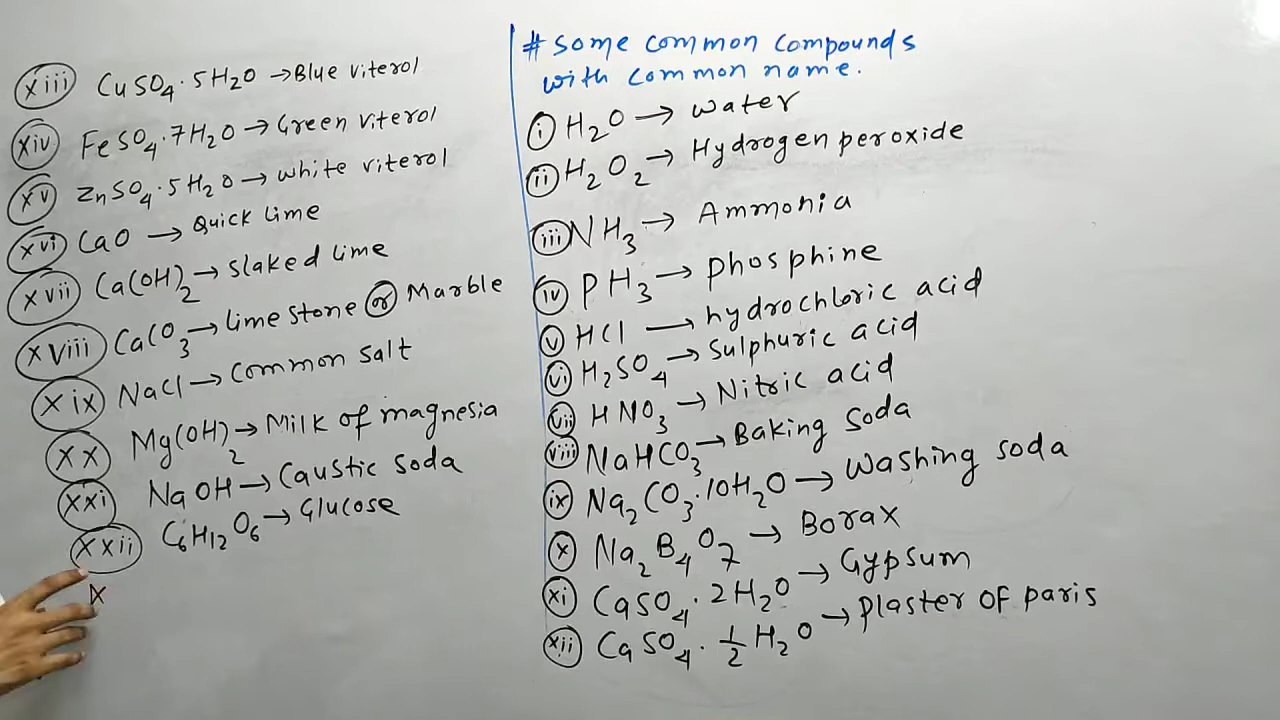 # Some common compounds
with common name.
(i) H₂O → water
(ii) H₂O₂ → Hydrogen peroxide
(iii) NH₃ → Ammonia
(iv) PH₃ → phosphine
(v) HCl → hydrochloric acid
(vi) H₂SO₄ → Sulphuric acid
(vii) HNO₃ → Nitric acid
(viii) NaHCO₃ → Baking soda
(ix) Na₂CO₃·10H₂O → Washing soda
(x) Na₂B₄O₇ → Borax
(xi) CaSO₄·2H₂O → Gypsum
(xii) CaSO₄·½H₂O → Plaster of paris
(xiii) CuSO₄·5H₂O → Blue viterol
(xiv) FeSO₄·7H₂O → Green viterol
(xv) ZnSO₄·5H₂O → white viterol
(xvi) CaO → Quick lime
(xvii) Ca(OH)₂ → Slaked lime
(xviii) CaCO₃ → lime stone (or) Marble
(xix) NaCl → Common salt
(xx) Mg(OH)₂ → Milk of magnesia
(xxi) NaOH → Caustic soda
(xxii) C₆H₁₂O₆ → Glucose